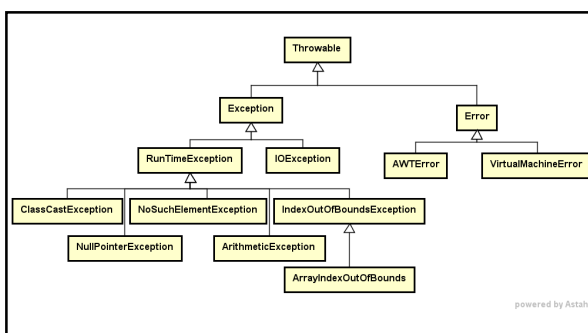 Throwable
Exception
Error
RunTimeException
IOException
AWTError
VirtualMachineError
ClassCastException
NoSuchElementException
IndexOutOfBoundsException
NullPointerException
ArithmeticException
ArrayIndexOutOfBounds
powered by Astah